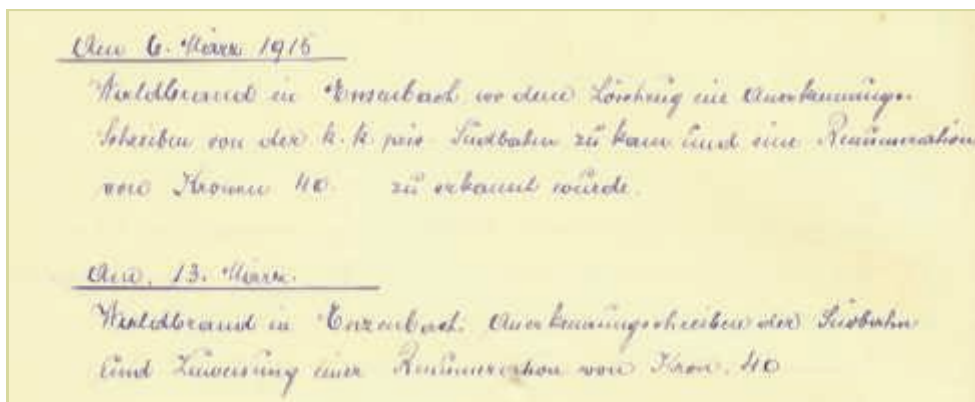 Am 6. März 1915
Waldbrand in Enzenbach wo dem Löschzug ein Anerkennungs-
Schreiben von der k. k. priv. Südbahn zu kam und eine Remuneration
von Kronen 40. zu erkannt wurde.
Am, 13. März.
Waldbrand in Enzenbach. Anerkennungschreiben der Südbahn
Und Zuweisung einer Remuneration von Kron. 40